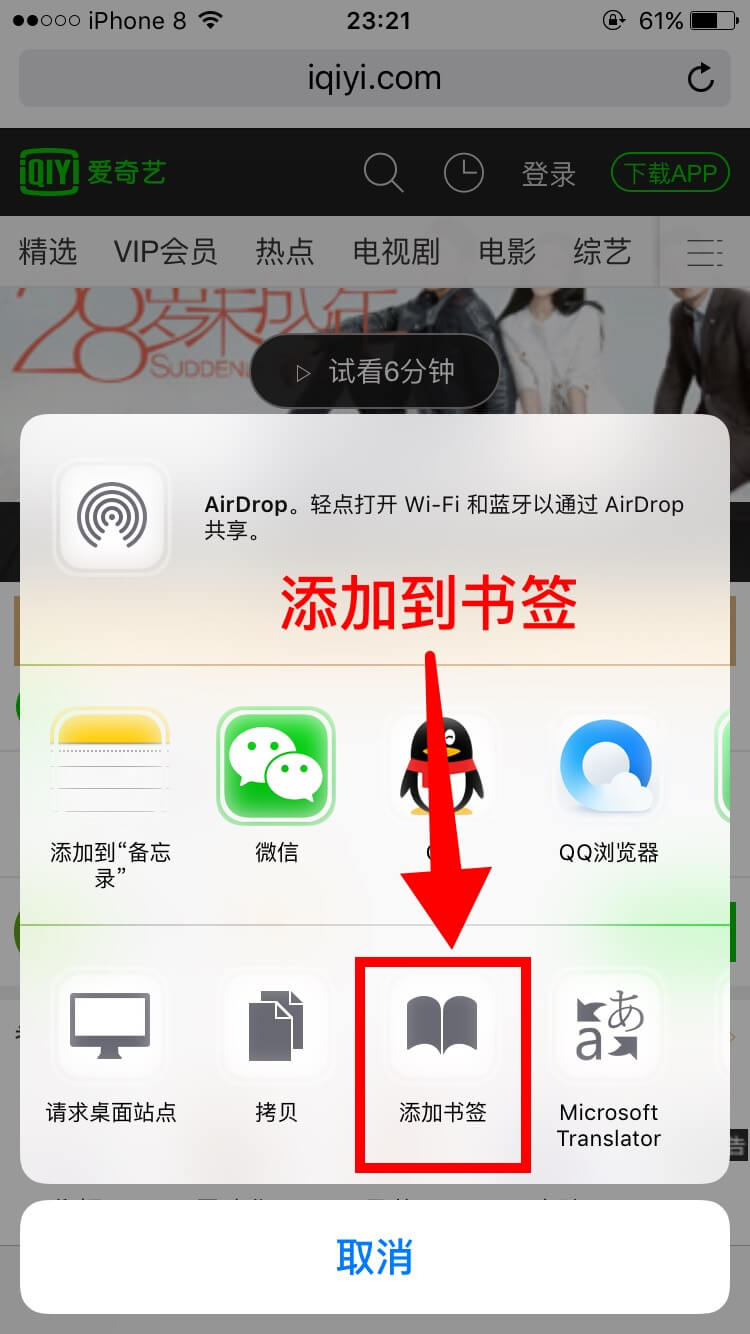 iPhone 8
23:21
61%
iqiyi.com
iQIYI 爱奇艺
登录
下载APP
精选 VIP会员 热点 电视剧 电影 综艺
28岁未成年
SUDDEN
试看6分钟
AirDrop。轻点打开 Wi-Fi 和蓝牙以通过 AirDrop
共享。
添加到书签
添加到“备忘
录”
微信
QQ浏览器
请求桌面站点
拷贝
添加书签
Microsoft
Translator
告
取消